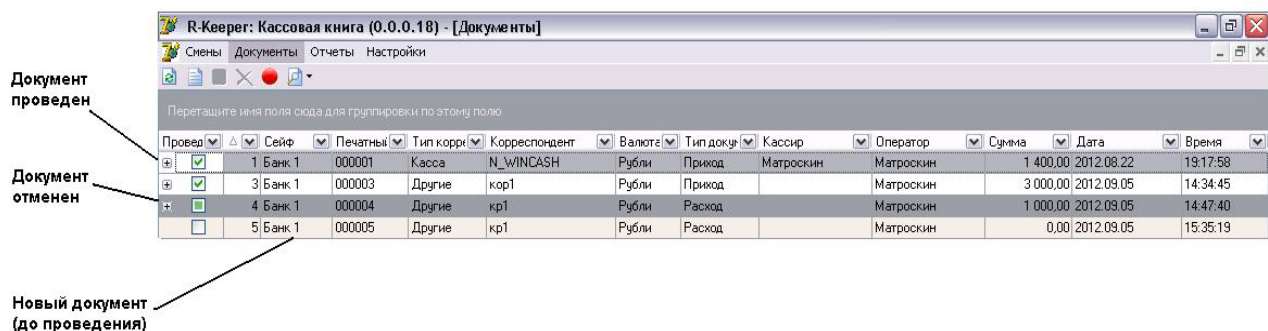 R-Keeper: Кассовая книга (0.0.0.18) - [Документы]
Смены Документы Отчеты Настройки
Документ
проведен
Перетащите имя поля сюда для группировки по этому полю
Провед Сейф Печатный Тип корре Корреспондент Валюта Тип докум Кассир Оператор Сумма Дата Время
1 Банк 1 000001 Касса N_WINCASH Рубли Приход Матроскин Матроскин 1 400,00 2012.08.22 19:17:58
3 Банк 1 000003 Другие кор1 Рубли Приход Матроскин 3 000,00 2012.09.05 14:34:45
4 Банк 1 000004 Другие кр1 Рубли Расход Матроскин 1 000,00 2012.09.05 14:47:40
5 Банк 1 000005 Другие кр1 Рубли Расход Матроскин 0,00 2012.09.05 15:35:19
Документ
отменен
Новый документ
(до проведения)